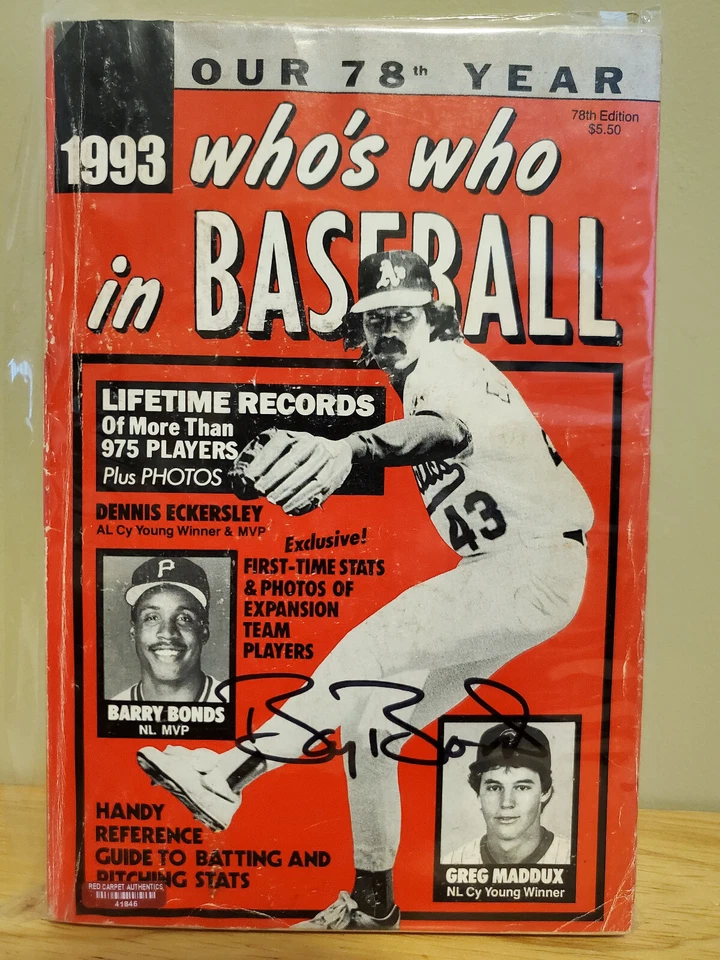 OUR 78th YEAR
78th Edition
$5.50
1993 who's who
in BASEBALL
A's
LIFETIME RECORDS
Of More Than
975 PLAYERS
Plus PHOTOS
43
DENNIS ECKERSLEY
AL Cy Young Winner & MVP
Exclusive!
FIRST-TIME STATS
& PHOTOS OF
EXPANSION
TEAM
PLAYERS
P
BARRY BONDS
NL MVP
Barry Bonds
GREG MADDUX
NL Cy Young Winner
HANDY
REFERENCE
GUIDE TO BATTING AND
PITCHING STATS
RED CARPET AUTHENTICS
41846